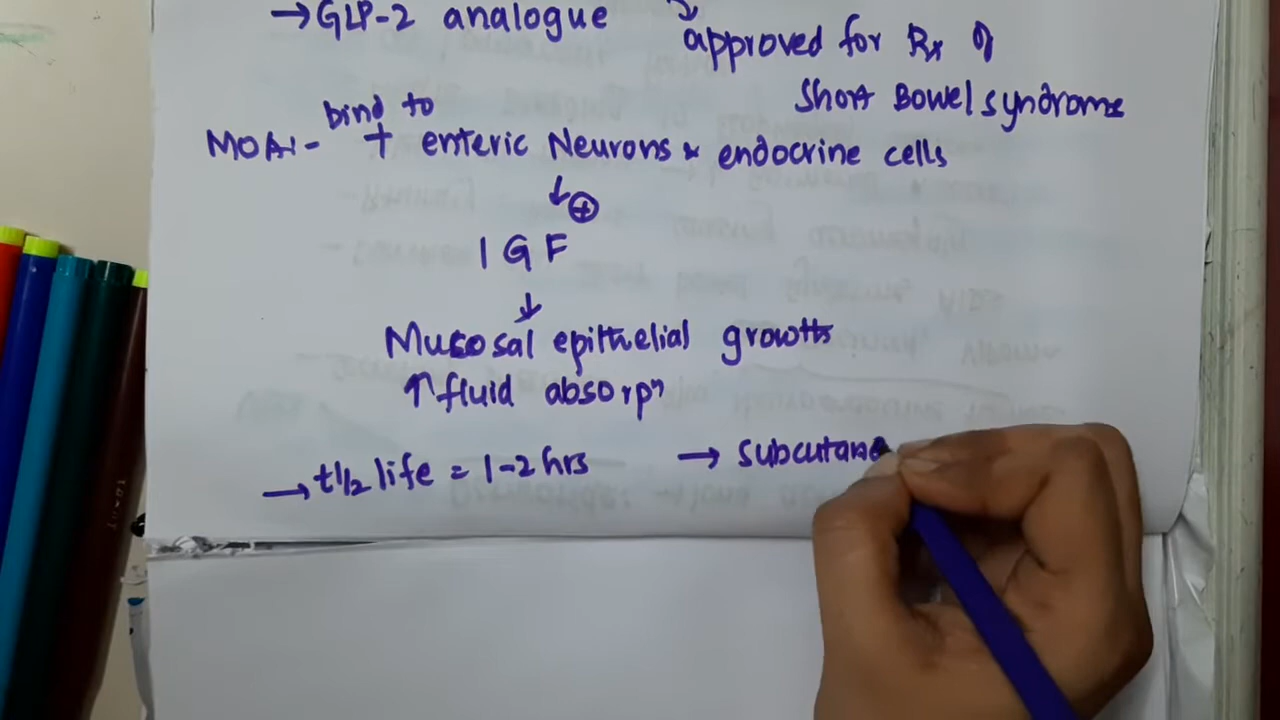 → GLP-2 analogue
approved for Rx of
Short Bowel syndrome
bind to
MOA:- + enteric Neurons & endocrine cells
↓ ⊕
IGF
↓
Mucosal epithelial growth
↑ fluid absorpⁿ
→ t1/2 life = 1-2 hrs
→ subcutane